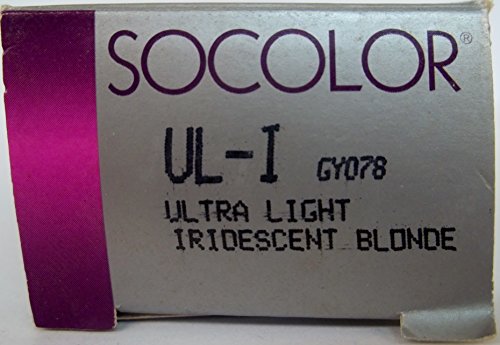 SOCOLOR®
UL-I GY078
ULTRA LIGHT
IRIDESCENT BLONDE